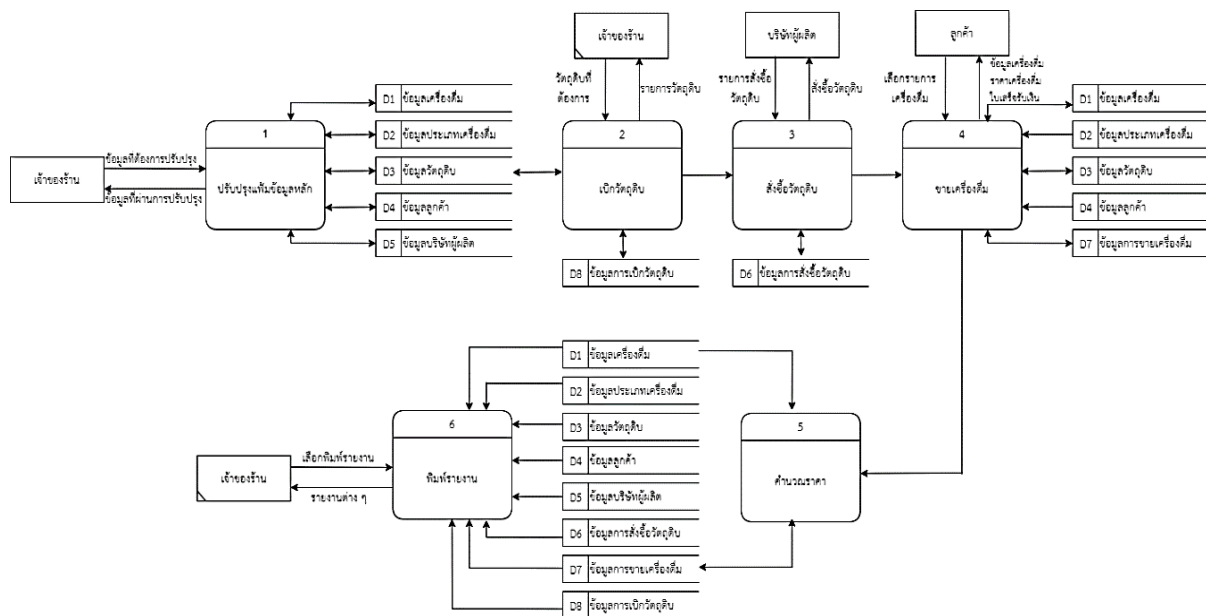 เจ้าของร้าน
บริษัทผู้ผลิต
ลูกค้า
วัตถุดิบที่
ต้องการ
รายการวัตถุดิบ
รายการสั่งซื้อ
วัตถุดิบ
สั่งซื้อวัตถุดิบ
เลือกรายการ
เครื่องดื่ม
ข้อมูลเครื่องดื่ม
ราคาเครื่องดื่ม
ใบเสร็จรับเงิน
เจ้าของร้าน
ข้อมูลที่ต้องการปรับปรุง
ข้อมูลที่ผ่านการปรับปรุง
1
ปรับปรุงแฟ้มข้อมูลหลัก
D1 ข้อมูลเครื่องดื่ม
D2 ข้อมูลประเภทเครื่องดื่ม
D3 ข้อมูลวัตถุดิบ
D4 ข้อมูลลูกค้า
D5 ข้อมูลบริษัทผู้ผลิต
2
เบิกวัตถุดิบ
D8 ข้อมูลการเบิกวัตถุดิบ
3
สั่งซื้อวัตถุดิบ
D6 ข้อมูลการสั่งซื้อวัตถุดิบ
4
ขายเครื่องดื่ม
D1 ข้อมูลเครื่องดื่ม
D2 ข้อมูลประเภทเครื่องดื่ม
D3 ข้อมูลวัตถุดิบ
D4 ข้อมูลลูกค้า
D7 ข้อมูลการขายเครื่องดื่ม
เจ้าของร้าน
เลือกพิมพ์รายงาน
รายงานต่าง ๆ
6
พิมพ์รายงาน
D1 ข้อมูลเครื่องดื่ม
D2 ข้อมูลประเภทเครื่องดื่ม
D3 ข้อมูลวัตถุดิบ
D4 ข้อมูลลูกค้า
D5 ข้อมูลบริษัทผู้ผลิต
D6 ข้อมูลการสั่งซื้อวัตถุดิบ
D7 ข้อมูลการขายเครื่องดื่ม
D8 ข้อมูลการเบิกวัตถุดิบ
5
คำนวณราคา